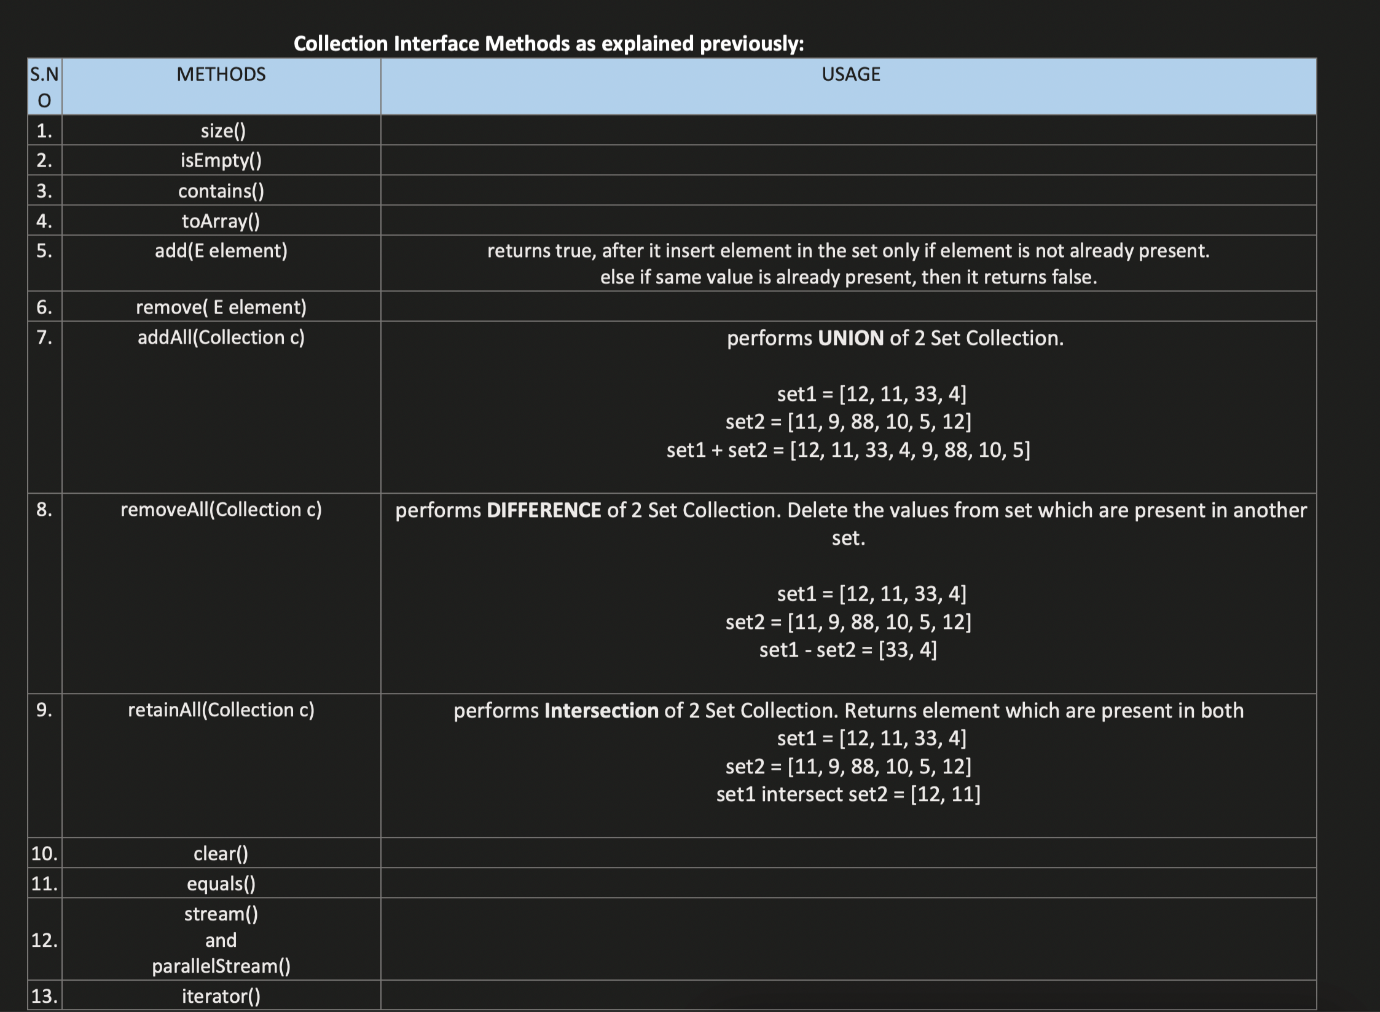 Collection Interface Methods as explained previously:
S.N
O
METHODS
USAGE
1.
size()
2.
isEmpty()
3.
contains()
4.
toArray()
5.
add(E element)
returns true, after it insert element in the set only if element is not already present.
else if same value is already present, then it returns false.
6.
remove( E element)
7.
addAll(Collection c)
performs UNION of 2 Set Collection.
set1 = [12, 11, 33, 4]
set2 = [11, 9, 88, 10, 5, 12]
set1 + set2 = [12, 11, 33, 4, 9, 88, 10, 5]
8.
removeAll(Collection c)
performs DIFFERENCE of 2 Set Collection. Delete the values from set which are present in another
set.
set1 = [12, 11, 33, 4]
set2 = [11, 9, 88, 10, 5, 12]
set1 - set2 = [33, 4]
9.
retainAll(Collection c)
performs Intersection of 2 Set Collection. Returns element which are present in both
set1 = [12, 11, 33, 4]
set2 = [11, 9, 88, 10, 5, 12]
set1 intersect set2 = [12, 11]
10.
clear()
11.
equals()
12.
stream()
and
parallelStream()
13.
iterator()